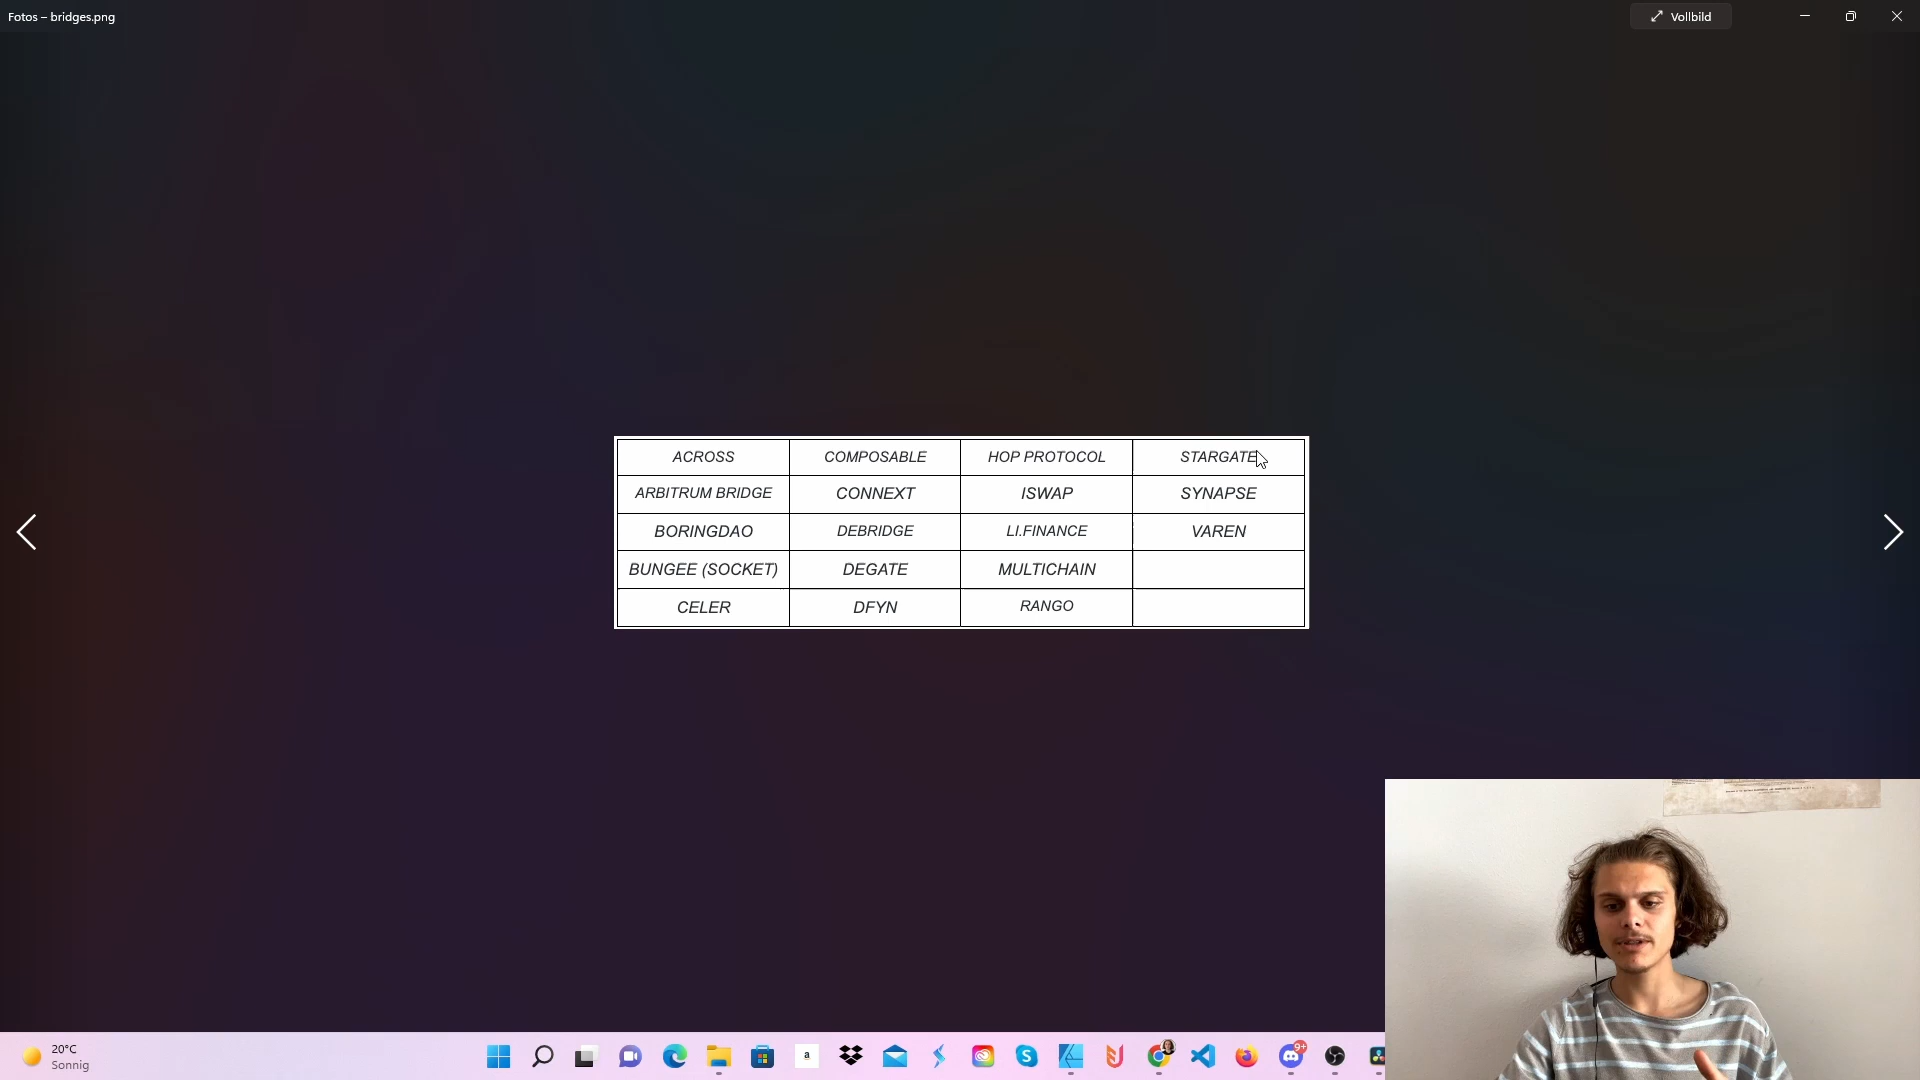 Fotos – bridges.png
Vollbild
ACROSS COMPOSABLE HOP PROTOCOL STARGATE
ARBITRUM BRIDGE CONNEXT ISWAP SYNAPSE
BORINGDAO DEBRIDGE LI.FINANCE VAREN
BUNGEE (SOCKET) DEGATE MULTICHAIN
CELER DFYN RANGO
20°C
Sonnig
a
9+